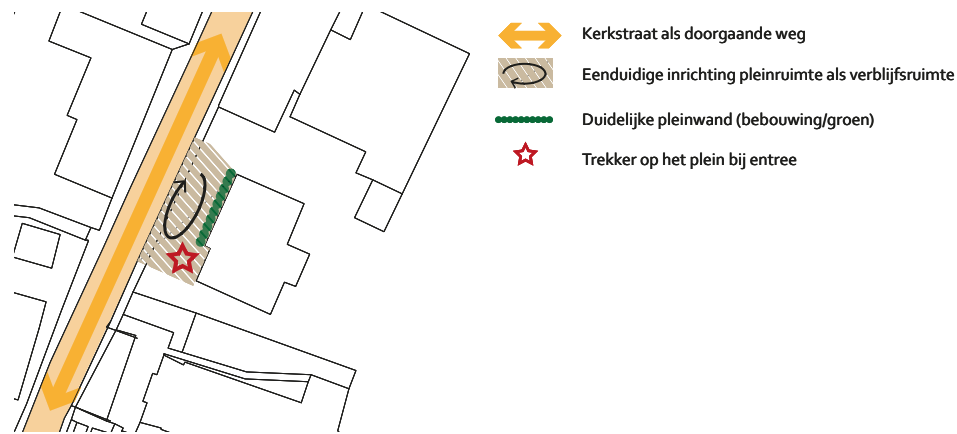 Kerkstraat als doorgaande weg
Eenduidige inrichting pleinruimte als verblijfsruimte
Duidelijke pleinwand (bebouwing/groen)
Trekker op het plein bij entree